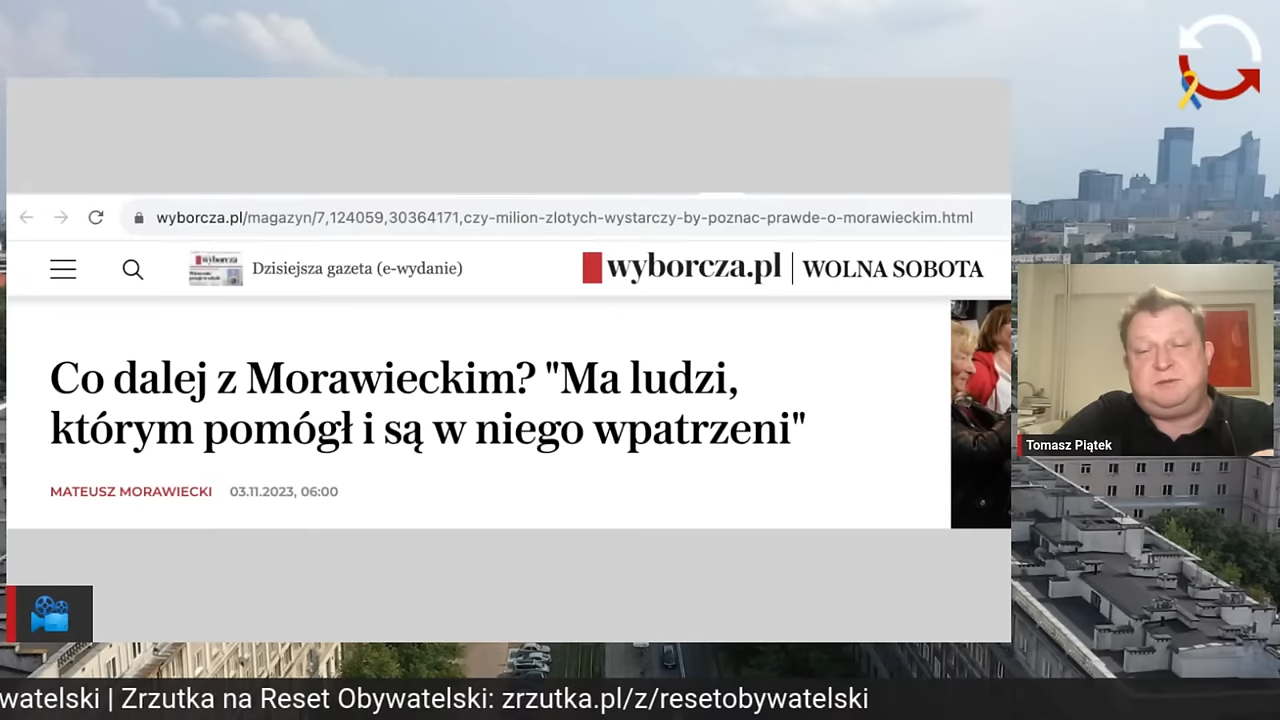 wyborcza.pl/magazyn/7,124059,30364171,czy-milion-zlotych-wystarczy-by-poznac-prawde-o-morawieckim.html
wyborcza
Dzisiejsza gazeta (e-wydanie)
wyborcza.pl | WOLNA SOBOTA
Co dalej z Morawieckim? "Ma ludzi,
którym pomógł i są w niego wpatrzeni"
MATEUSZ MORAWIECKI 03.11.2023, 06:00
Tomasz Piątek
watelski | Zrzutka na Reset Obywatelski: zrzutka.pl/z/resetobywatelski